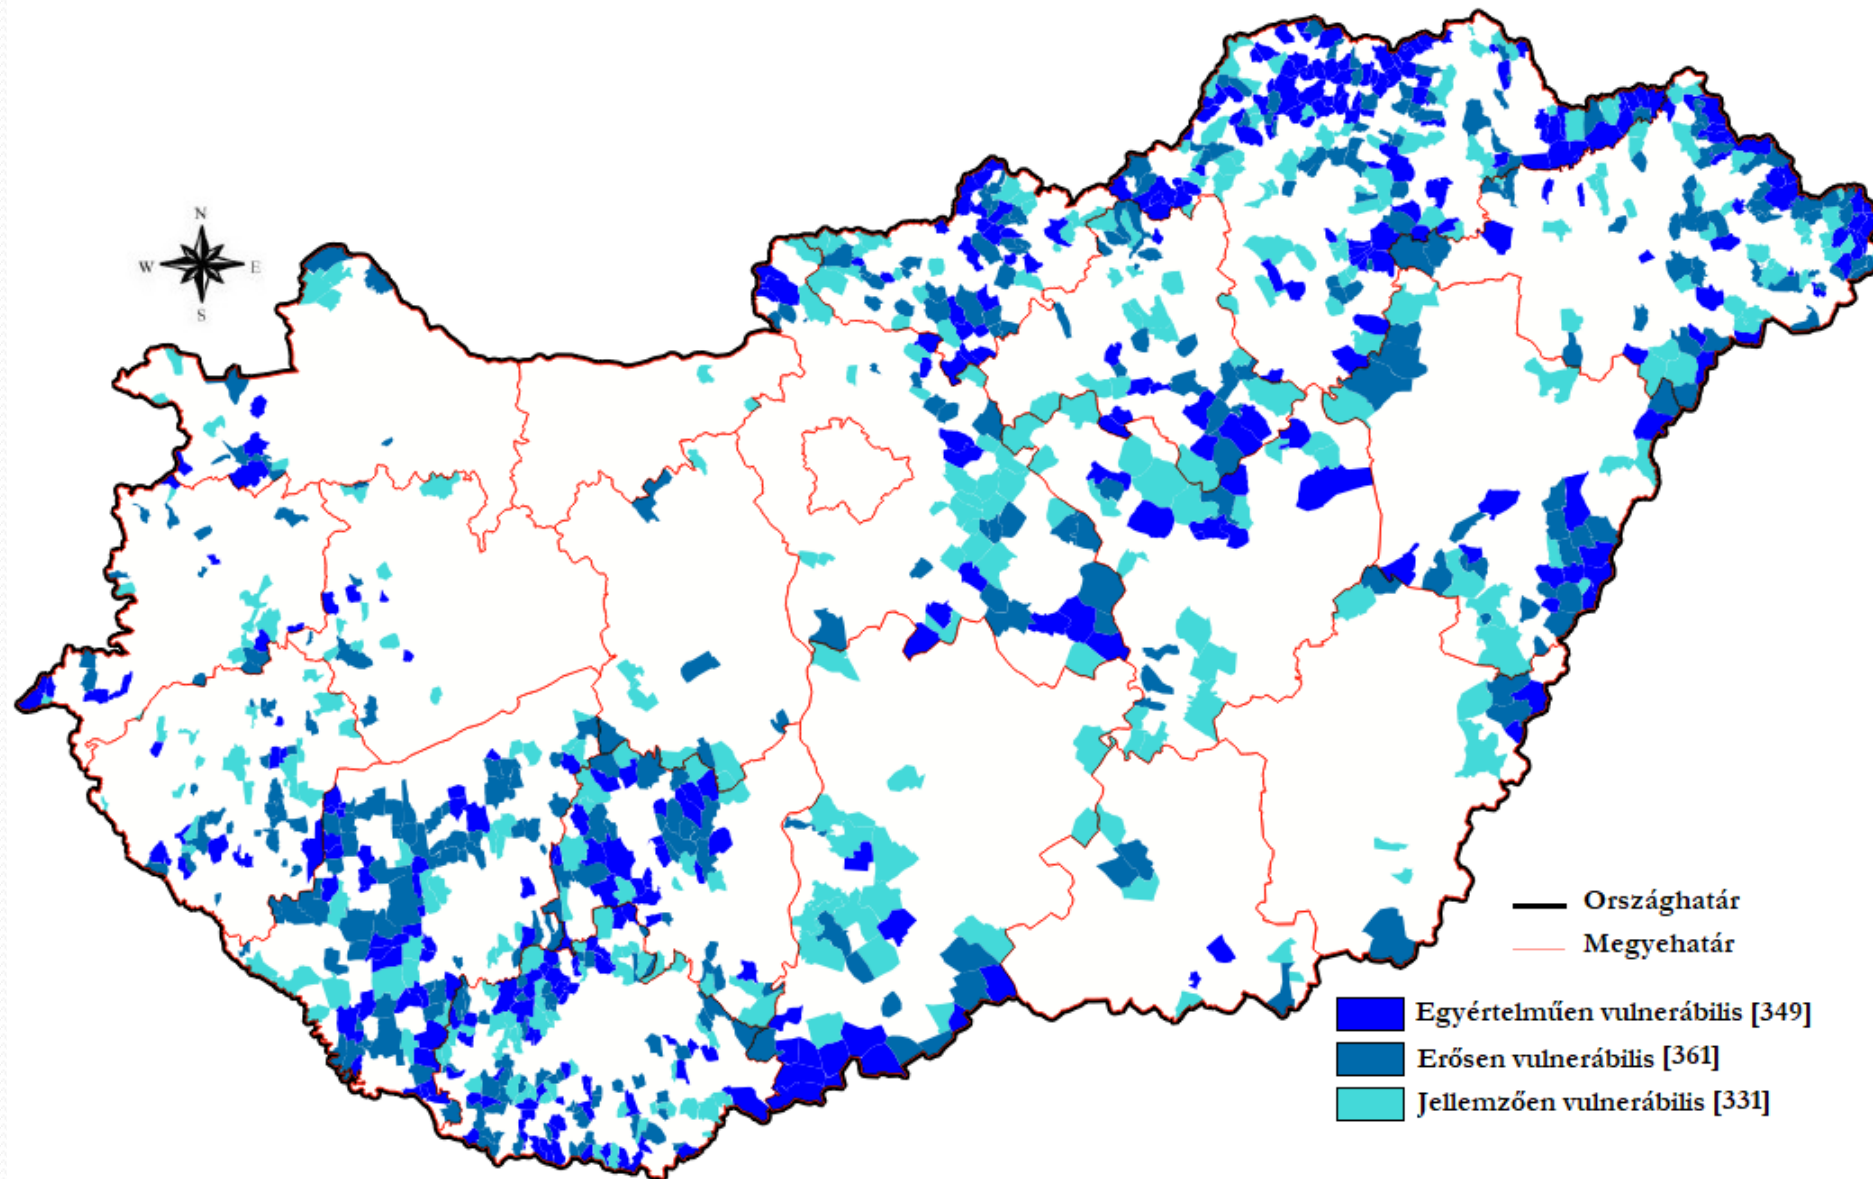 N
W E
S
Országhatár
Megyehatár
Egyértelműen vulnerábilis [349]
Erősen vulnerábilis [361]
Jellemzően vulnerábilis [331]